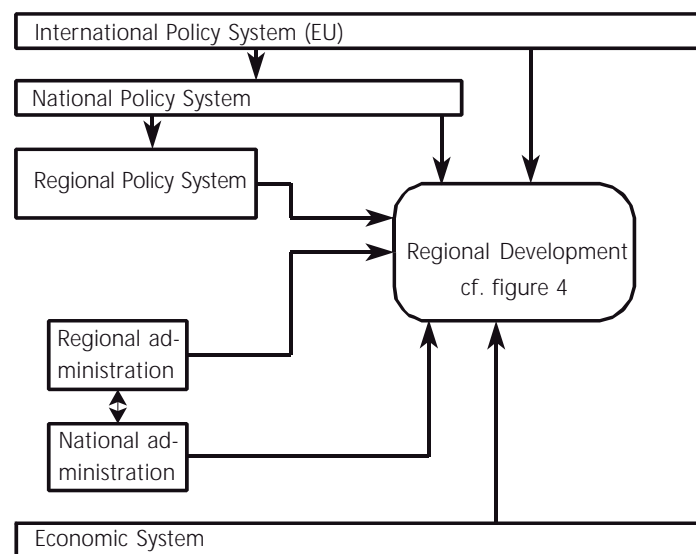 International Policy System (EU)
National Policy System
Regional Policy System
Regional Development
cf. figure 4
Regional ad-
ministration
National ad-
ministration
Economic System